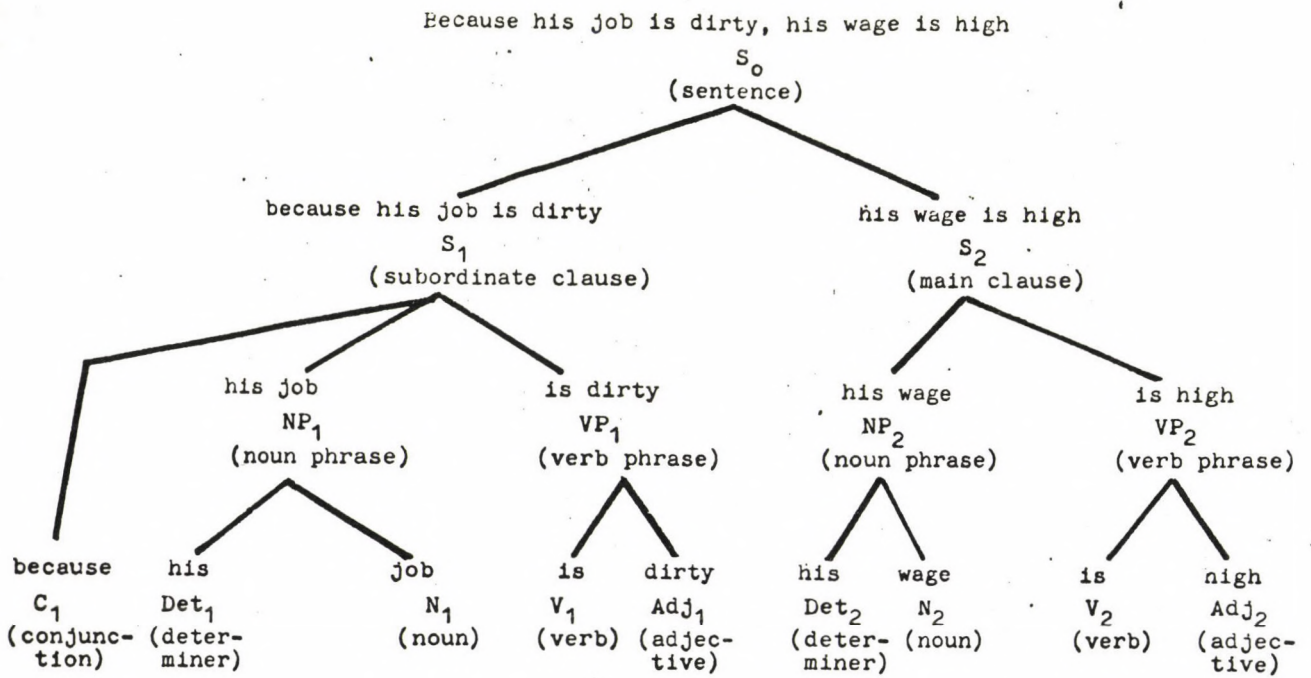 Because his job is dirty, his wage is high
S₀
(sentence)
because his job is dirty his wage is high
S₁ S₂
(subordinate clause) (main clause)
his job is dirty his wage is high
NP₁ VP₁ NP₂ VP₂
(noun phrase) (verb phrase) (noun phrase) (verb phrase)
because his job is dirty his wage is nigh
C₁ Det₁ N₁ V₁ Adj₁ Det₂ N₂ V₂ Adj₂
(conjunc- (deter- (noun) (verb) (adjec- (deter- (noun) (verb) (adjec-
tion) miner) tive) miner) tive)